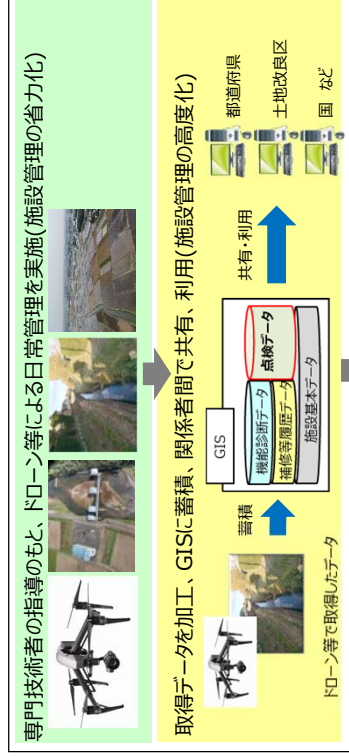 専門技術者の指導のもと、ドローン等による日常管理を実施(施設管理の省力化)
取得データを加工、GISに蓄積、関係者間で共有、利用(施設管理の高度化)
ドローン等で取得したデータ
蓄積
GIS
機能診断データ
補修等履歴データ
点検データ
施設基本データ
共有・利用
都道府県
土地改良区
国 など